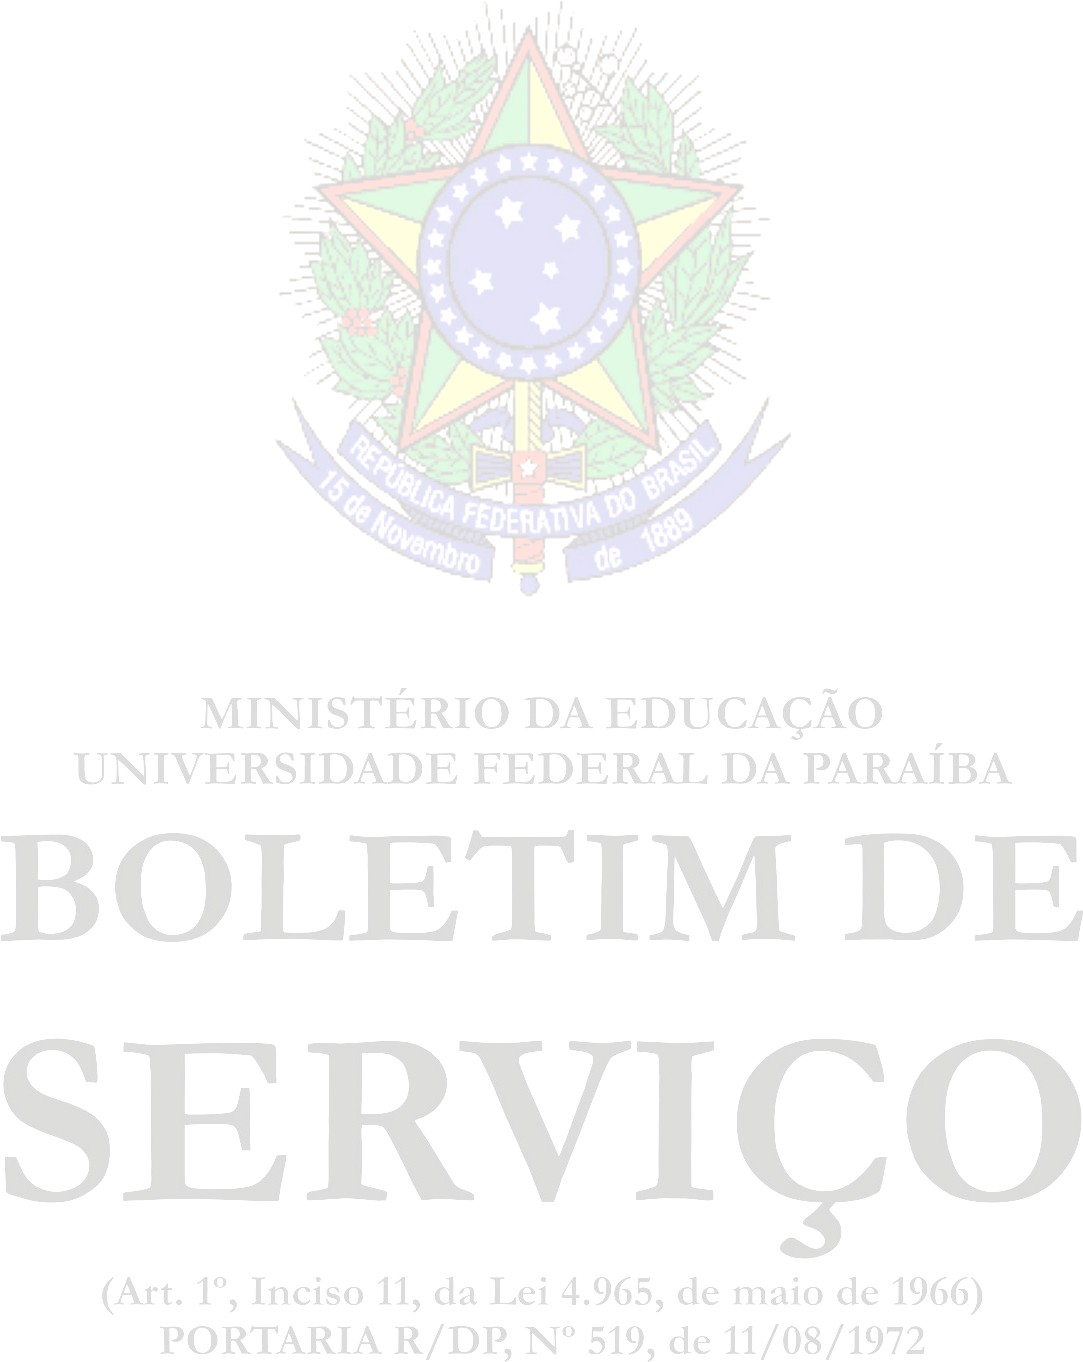 REPÚBLICA FEDERATIVA DO BRASIL
15 de Novembro de 1889
MINISTÉRIO DA EDUCAÇÃO
UNIVERSIDADE FEDERAL DA PARAÍBA
BOLETIM DE
SERVIÇO
(Art. 1º, Inciso 11, da Lei 4.965, de maio de 1966)
PORTARIA R/DP, Nº 519, de 11/08/1972